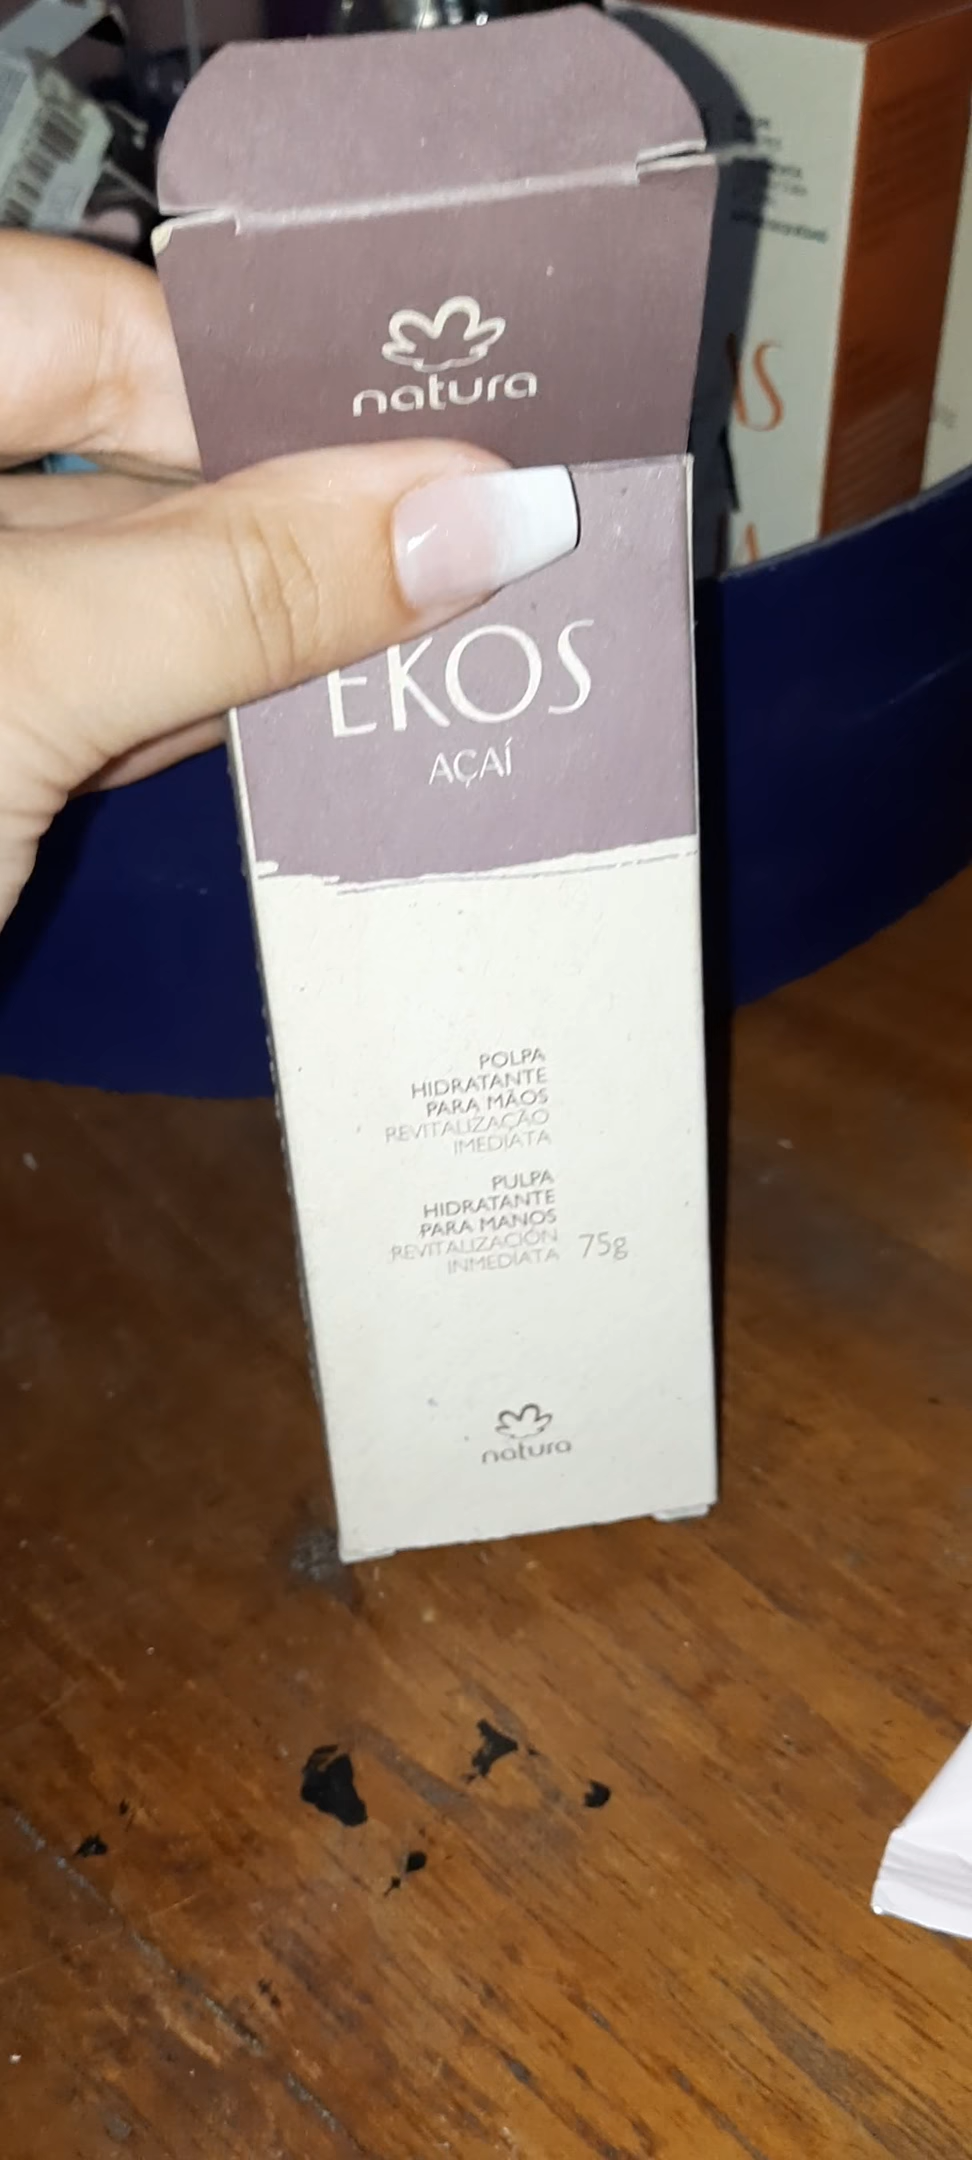 natura
EKOS
AÇAÍ
POLPA
HIDRATANTE
PARA MÃOS
REVITALIZAÇÃO
IMEDIATA
PULPA
HIDRATANTE
PARA MANOS
REVITALIZACIÓN
INMEDIATA 75g
natura